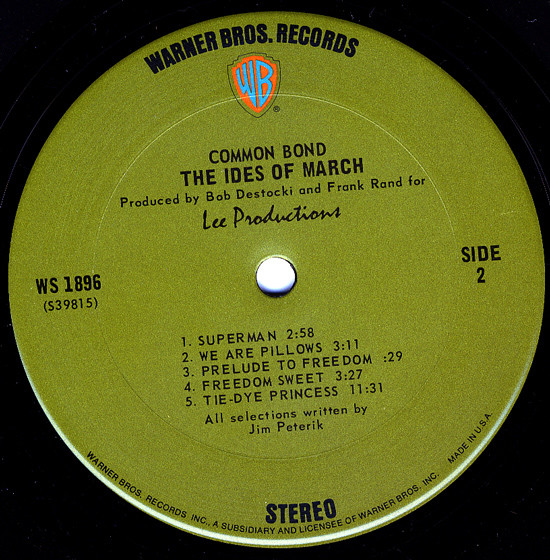 WARNER BROS. RECORDS
WB
®
COMMON BOND
THE IDES OF MARCH
Produced by Bob Destocki and Frank Rand for
Lee Productions
WS 1896
(S39815)
SIDE
2
1. SUPERMAN 2:58
2. WE ARE PILLOWS 3:11
3. PRELUDE TO FREEDOM :29
4. FREEDOM SWEET 3:27
5. TIE-DYE PRINCESS 11:31
All selections written by
Jim Peterik
STEREO
WARNER BROS. RECORDS INC., A SUBSIDIARY AND LICENSEE OF WARNER BROS. INC. MADE IN U.S.A.